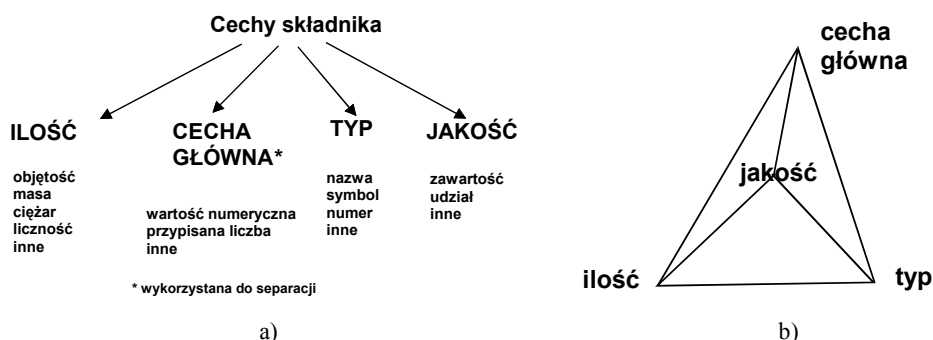 Cechy składnika
ILOŚĆ
objętość
masa
ciężar
liczność
inne
CECHA
GŁÓWNA*
wartość numeryczna
przypisana liczba
inne
TYP
nazwa
symbol
numer
inne
JAKOŚĆ
zawartość
udział
inne
* wykorzystana do separacji
a)
cecha
główna
jakość
ilość
typ
b)